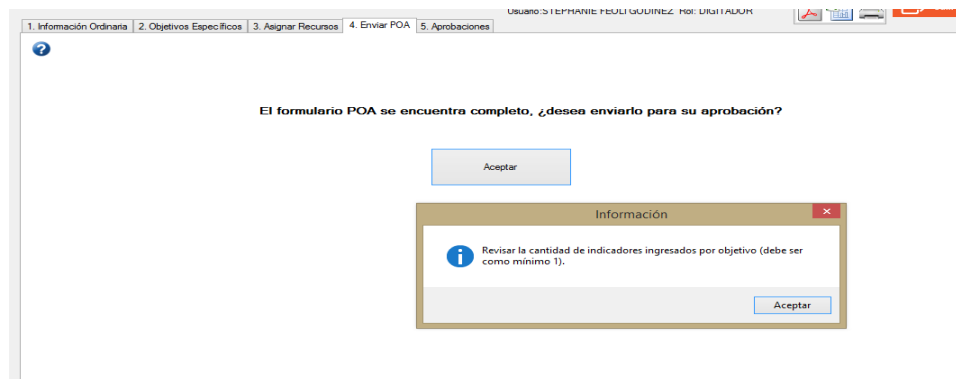 Usuario:STEPHANIE FEOLI GODINEZ Rol: DIGITADOR
1. Información Ordinaria 2. Objetivos Específicos 3. Asignar Recursos 4. Enviar POA 5. Aprobaciones
El formulario POA se encuentra completo, ¿desea enviarlo para su aprobación?
Aceptar
Información
Revisar la cantidad de indicadores ingresados por objetivo (debe ser
como mínimo 1).
Aceptar